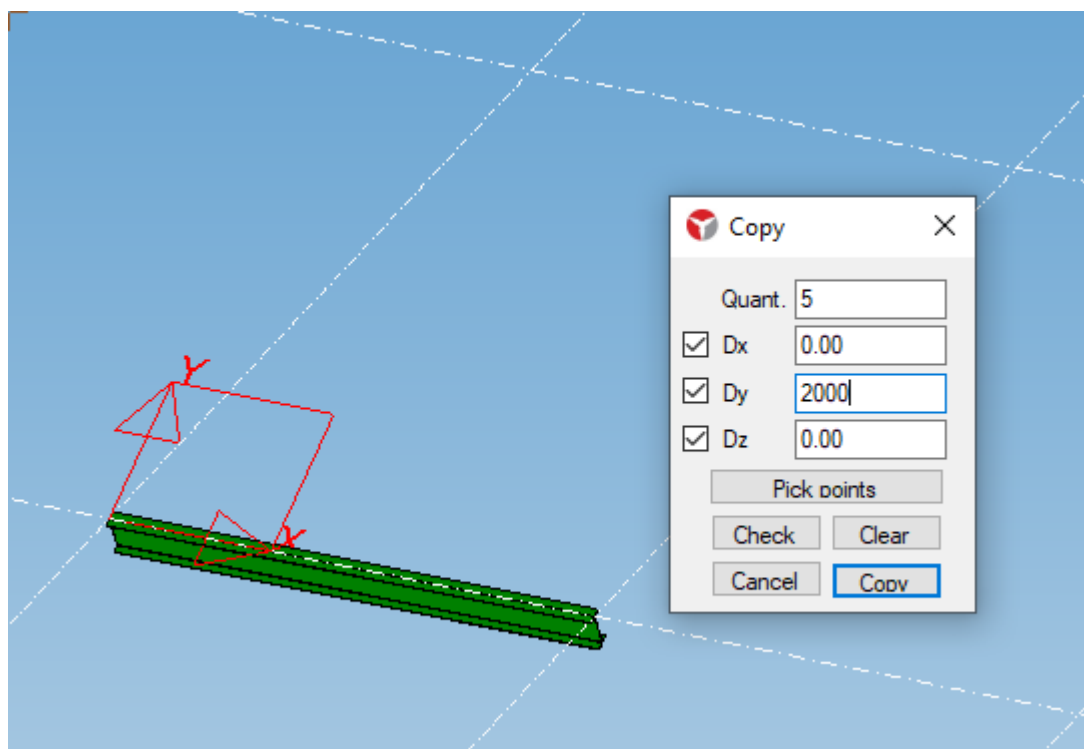 Copy
Quant. 5
Dx 0.00
Dy 2000
Dz 0.00
Pick points
Check Clear
Cancel Copy
Y
X